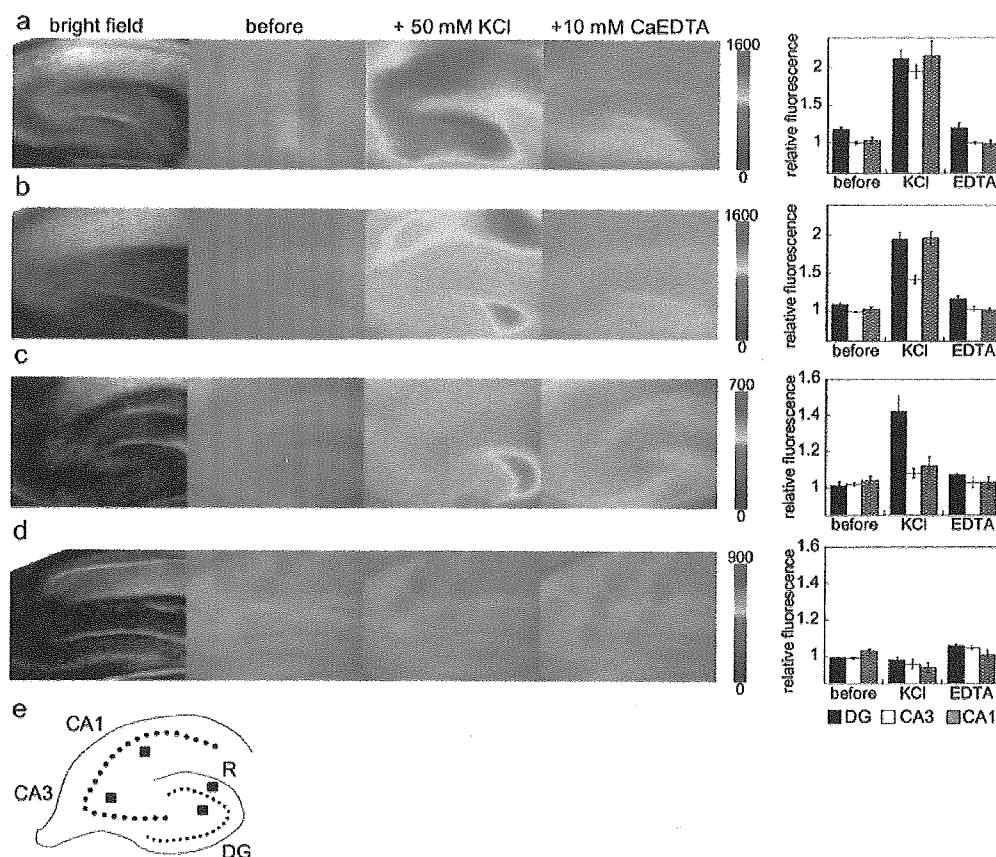 a
bright field before + 50 mM KCl +10 mM CaEDTA
1600
0
relative fluorescence
2
1.5
1
before KCl EDTA
b
1600
0
relative fluorescence
2
1.5
1
before KCl EDTA
c
700
0
relative fluorescence
1.6
1.4
1.2
1
before KCl EDTA
d
900
0
relative fluorescence
1.6
1.4
1.2
1
before KCl EDTA
DG CA3 CA1
e
CA1
R
CA3
DG